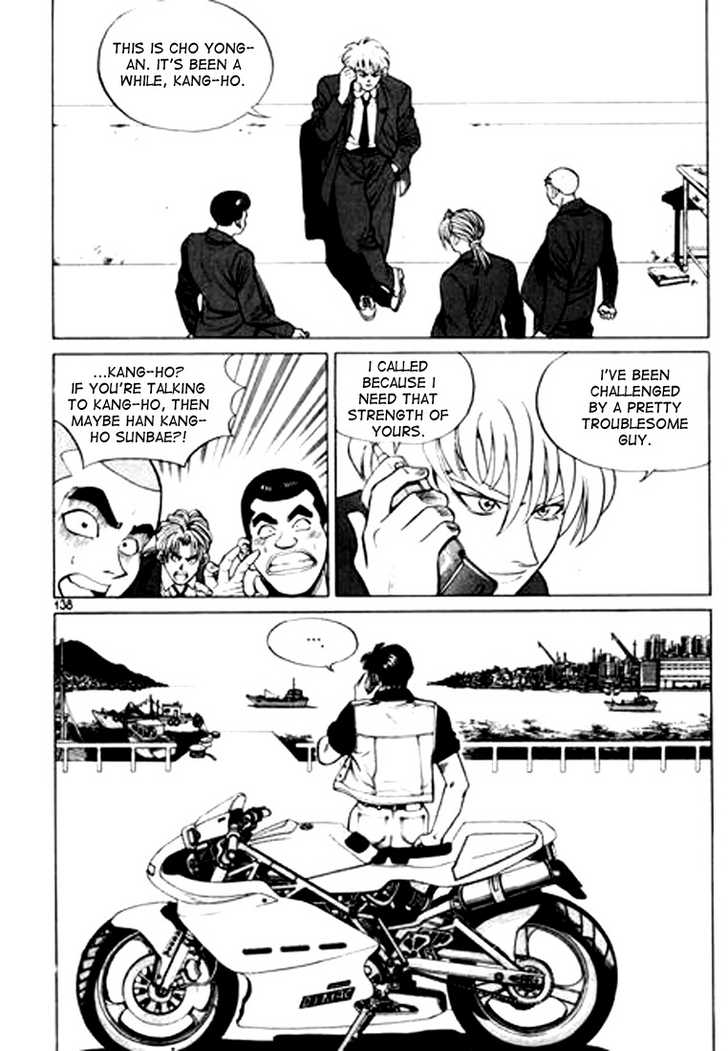 THIS IS CHO YONG-
AN. IT'S BEEN A
WHILE, KANG-HO.
...KANG-HO?
IF YOU'RE TALKING
TO KANG-HO, THEN
MAYBE HAN KANG-
HO SUNBAE?!
I CALLED
BECAUSE I
NEED THAT
STRENGTH OF
YOURS.
I'VE BEEN
CHALLENGED
BY A PRETTY
TROUBLESOME
GUY.
138
...